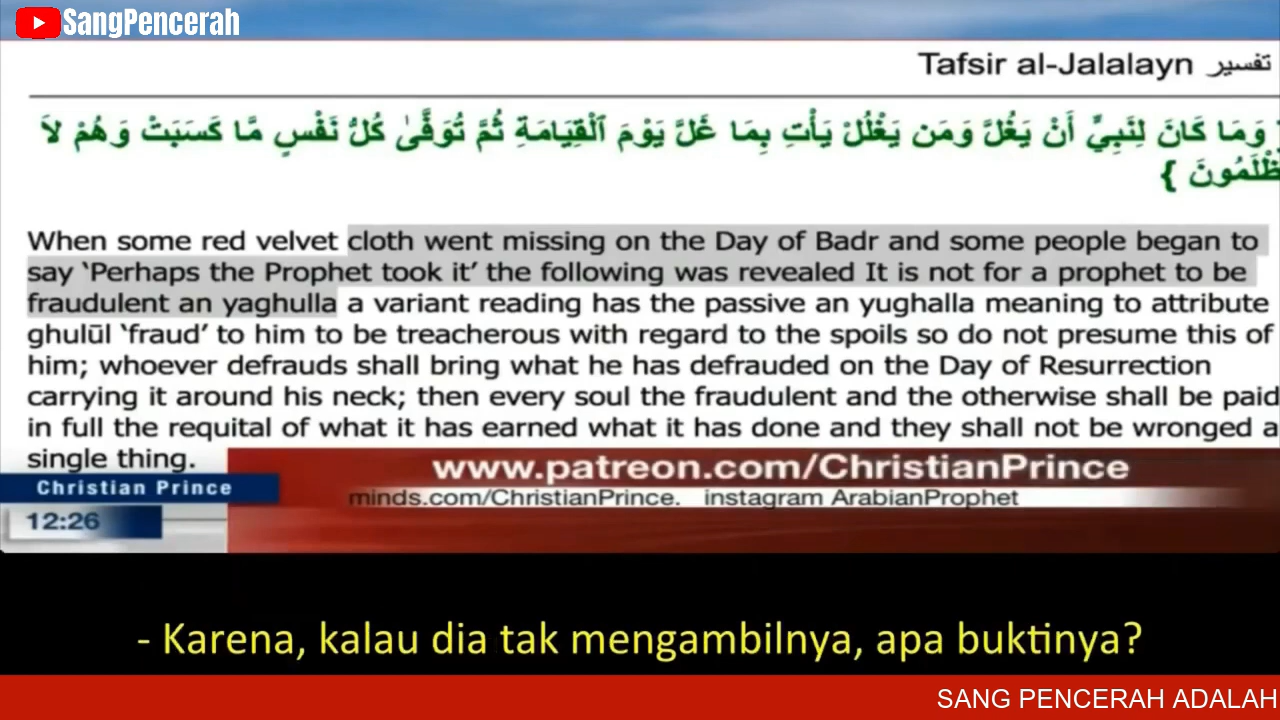 SangPencerah
Tafsir al-Jalalayn تفسير
وَمَا كَانَ لِنَبِيٍّ أَنْ يَغُلَّ وَمَن يَغْلُلْ يَأْتِ بِمَا غَلَّ يَوْمَ ٱلْقِيَامَةِ ثُمَّ تُوَفَّىٰ كُلُّ نَفْسٍ مَّا كَسَبَتْ وَهُمْ لاَ
ظْلَمُونَ }
When some red velvet cloth went missing on the Day of Badr and some people began to
say ‘Perhaps the Prophet took it’ the following was revealed It is not for a prophet to be
fraudulent an yaghulla a variant reading has the passive an yughalla meaning to attribute
ghulūl ‘fraud’ to him to be treacherous with regard to the spoils so do not presume this of
him; whoever defrauds shall bring what he has defrauded on the Day of Resurrection
carrying it around his neck; then every soul the fraudulent and the otherwise shall be paid
in full the requital of what it has earned what it has done and they shall not be wronged a
single thing.
www.patreon.com/ChristianPrince
Christian Prince
minds.com/ChristianPrince. instagram ArabianProphet
12:26
- Karena, kalau dia tak mengambilnya, apa buktinya?
SANG PENCERAH ADALAH